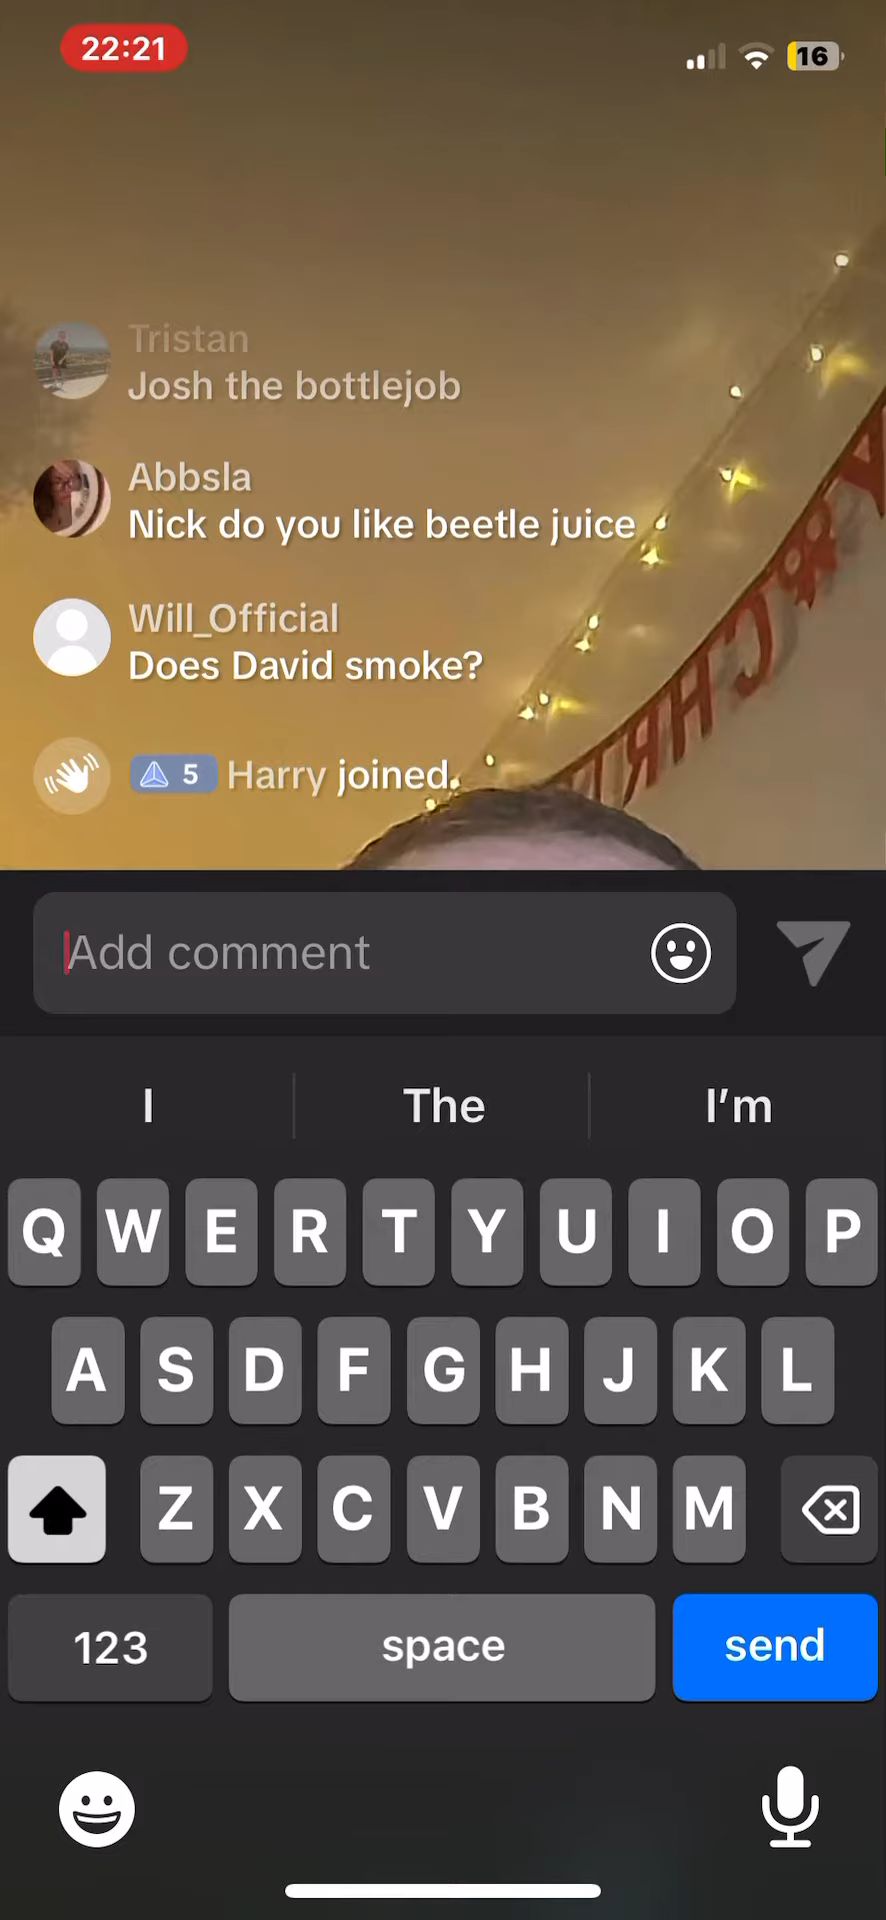 22:21
16
Tristan
Josh the bottlejob
Abbsla
Nick do you like beetle juice
Will_Official
Does David smoke?
5 Harry joined
Add comment
I The I'm
Q W E R T Y U I O P
A S D F G H J K L
Z X C V B N M
123 space send